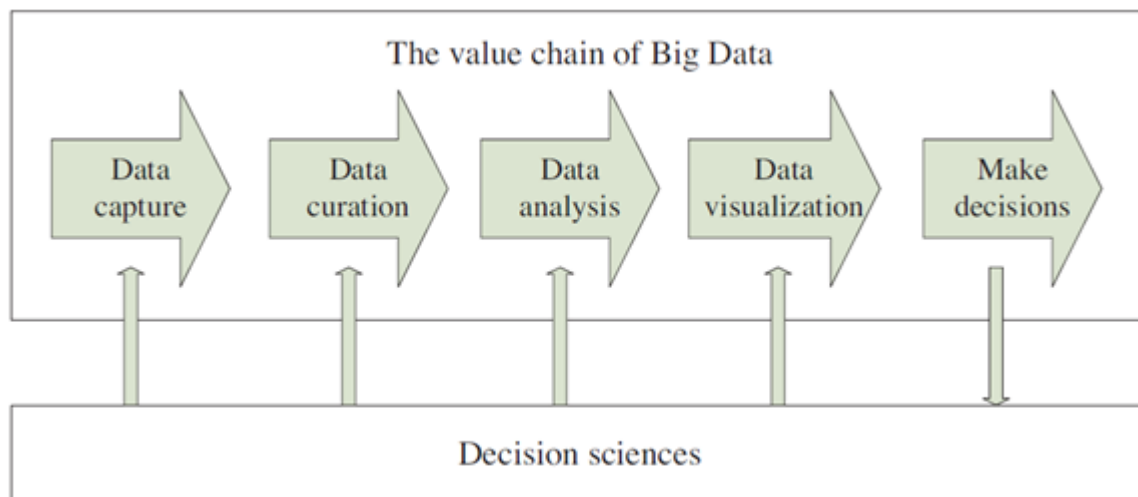 The value chain of Big Data
Data
capture
Data
curation
Data
analysis
Data
visualization
Make
decisions
Decision sciences